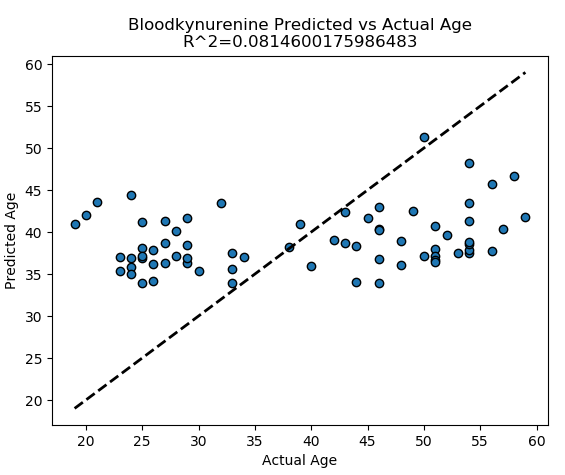 Bloodkynurenine Predicted vs Actual Age
R^2=0.0814600175986483
60
55
50
45
40
35
30
25
20
Predicted Age
20 25 30 35 40 45 50 55 60
Actual Age